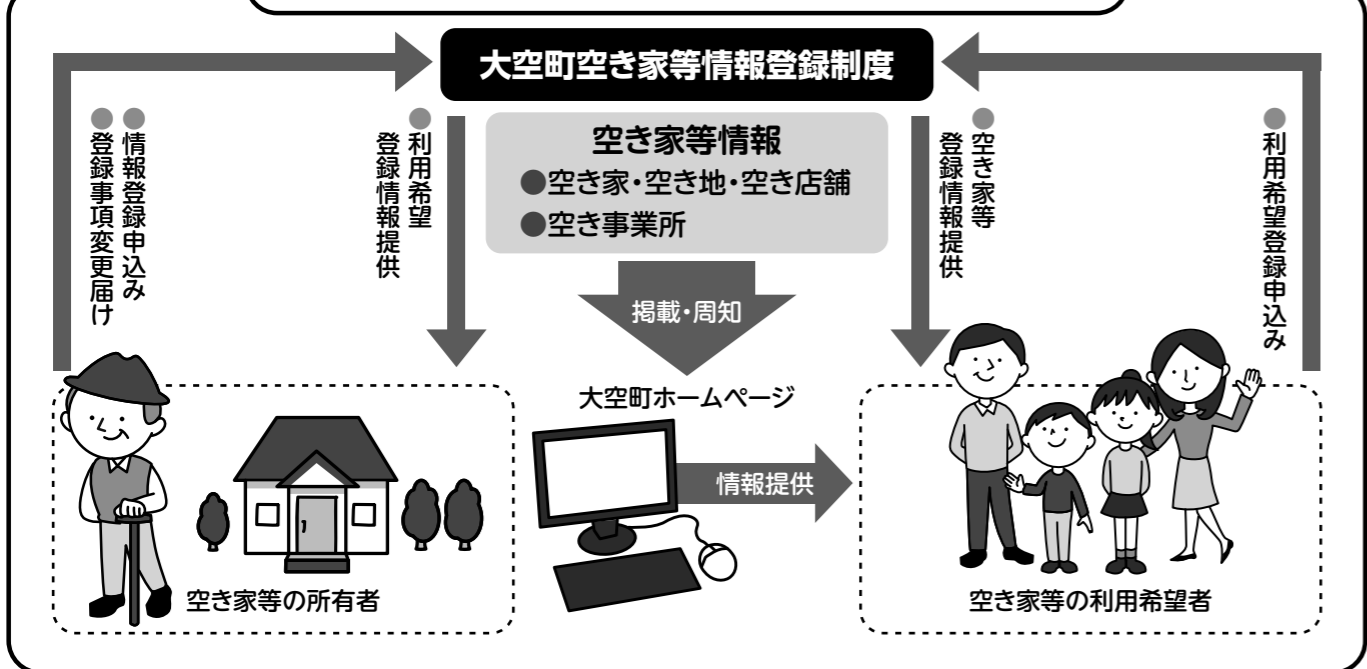 大空町空き家等情報登録制度
●情報登録申込み
●登録事項変更届け
●利用希望
登録情報提供
空き家等情報
●空き家・空き地・空き店舗
●空き事業所
●空き家等
登録情報提供
●利用希望登録申込み
掲載・周知
大空町ホームページ
情報提供
空き家等の所有者
空き家等の利用希望者